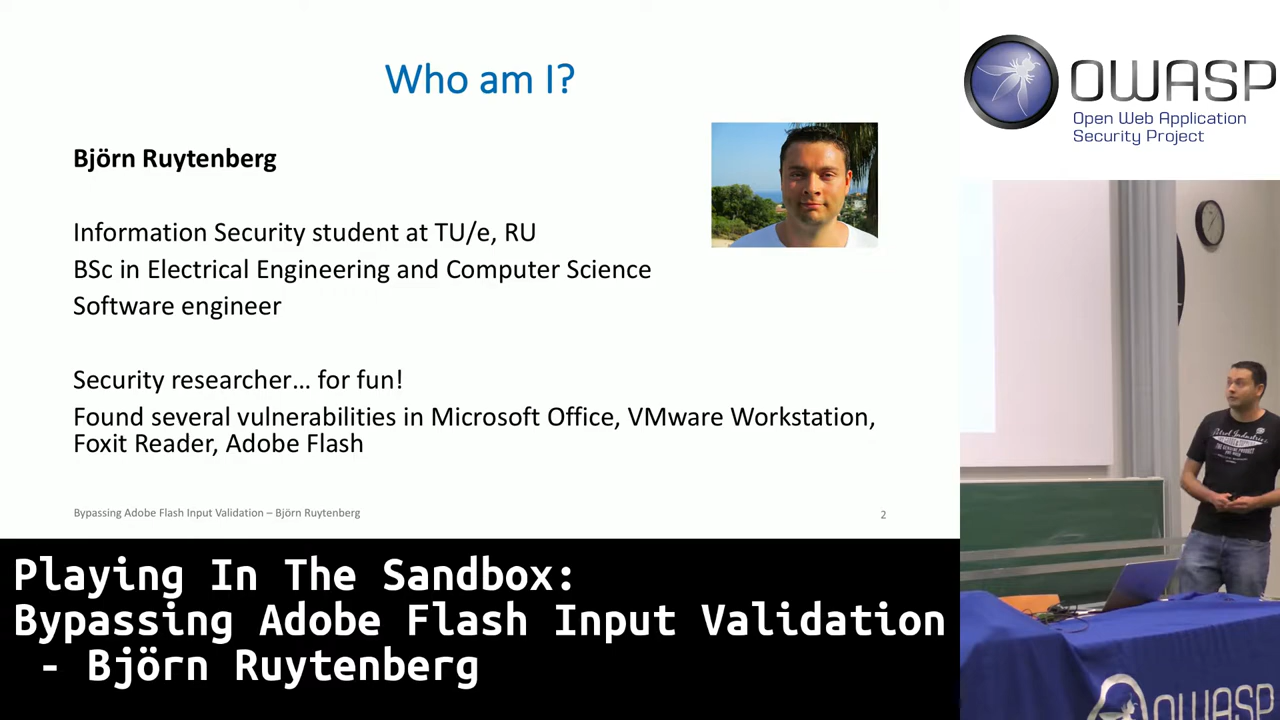 Who am I?
Björn Ruytenberg
Information Security student at TU/e, RU
BSc in Electrical Engineering and Computer Science
Software engineer
Security researcher... for fun!
Found several vulnerabilities in Microsoft Office, VMware Workstation,
Foxit Reader, Adobe Flash
Bypassing Adobe Flash Input Validation – Björn Ruytenberg
2
OWASP
Open Web Application
Security Project
Petrol Industries
OWASP
Playing In The Sandbox:
Bypassing Adobe Flash Input Validation
- Björn Ruytenberg